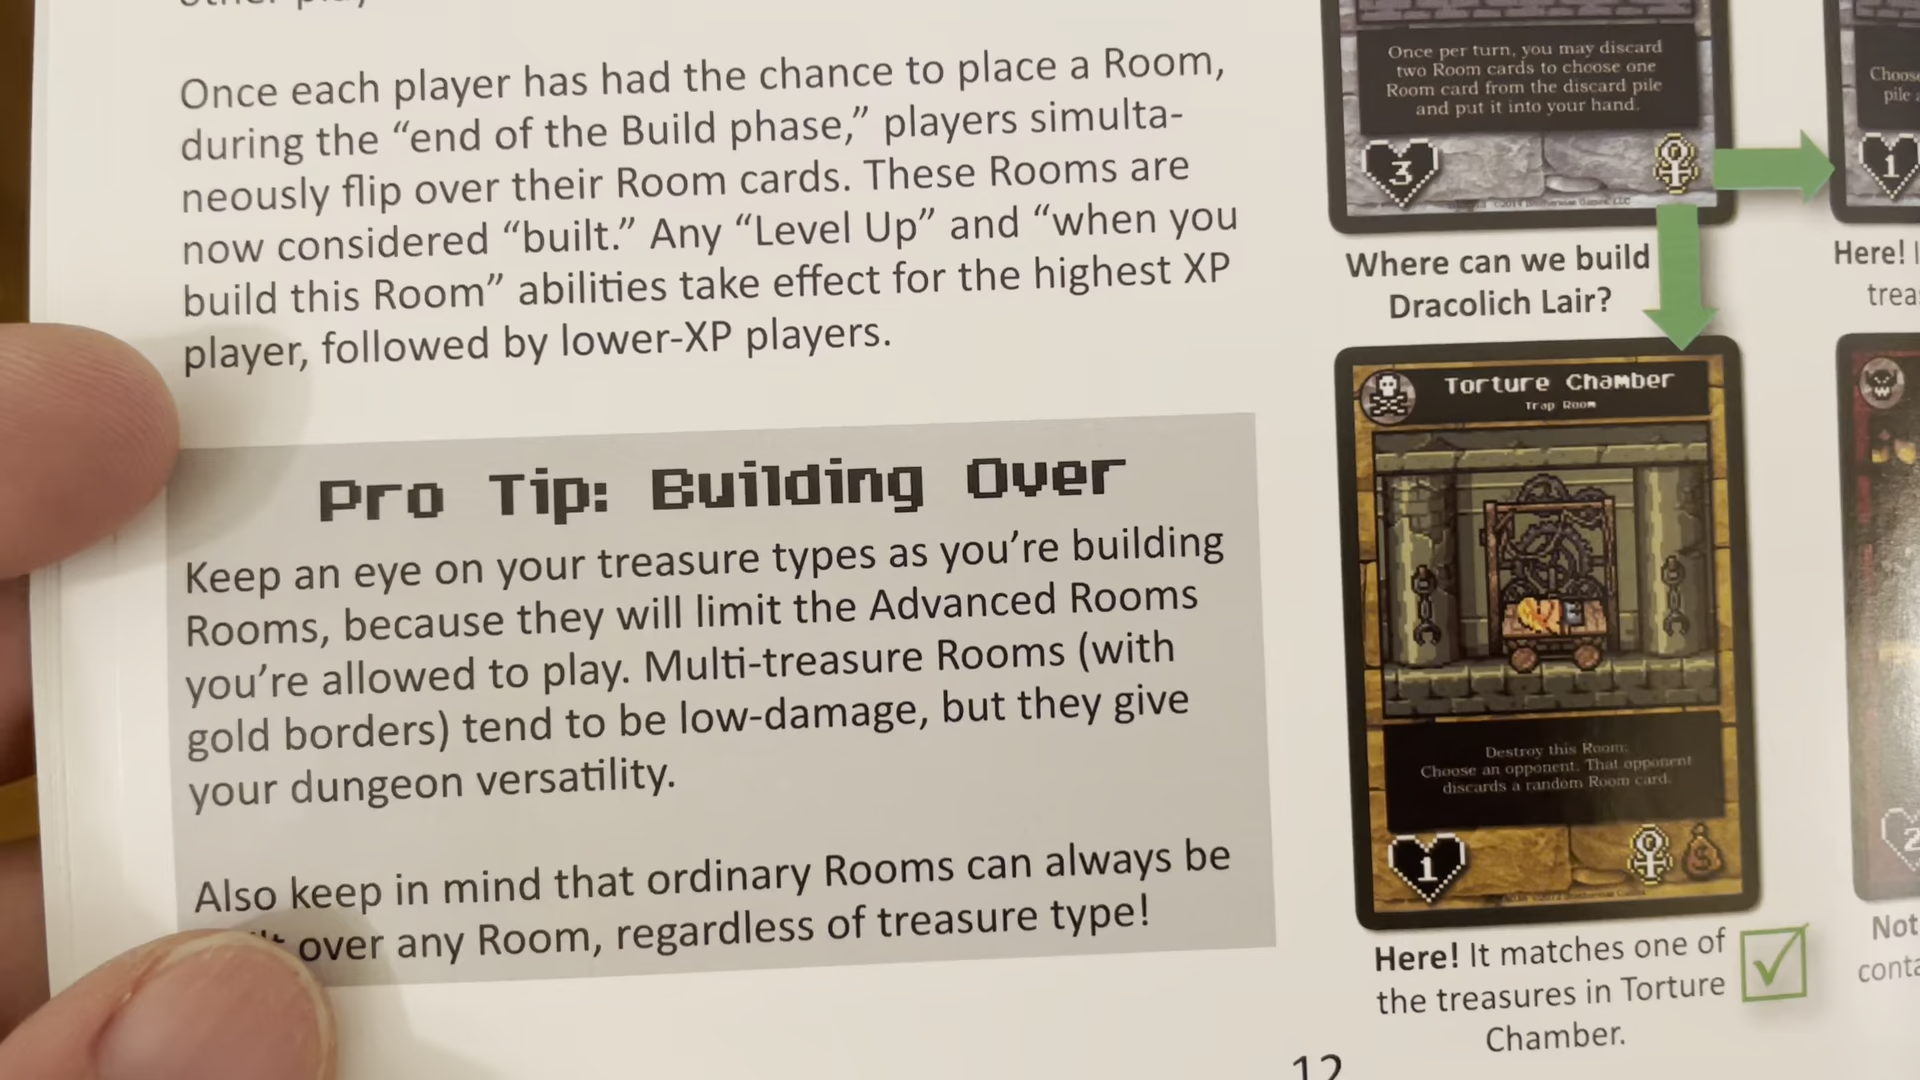 Once each player has had the chance to place a Room,
during the “end of the Build phase,” players simulta-
neously flip over their Room cards. These Rooms are
now considered “built.” Any “Level Up” and “when you
build this Room” abilities take effect for the highest XP
player, followed by lower-XP players.
Pro Tip: Building Over
Keep an eye on your treasure types as you’re building
Rooms, because they will limit the Advanced Rooms
you’re allowed to play. Multi-treasure Rooms (with
gold borders) tend to be low-damage, but they give
your dungeon versatility.
Also keep in mind that ordinary Rooms can always be
over any Room, regardless of treasure type!
Once per turn, you may discard
two Room cards to choose one
Room card from the discard pile
and put it into your hand.
3
Where can we build
Dracolich Lair?
Torture Chamber
Trap Room
Destroy this Room:
Choose an opponent. That opponent
discards a random Room card.
1
Here! It matches one of
the treasures in Torture
Chamber.
12
Choose
pile
1
Here!
2
Not